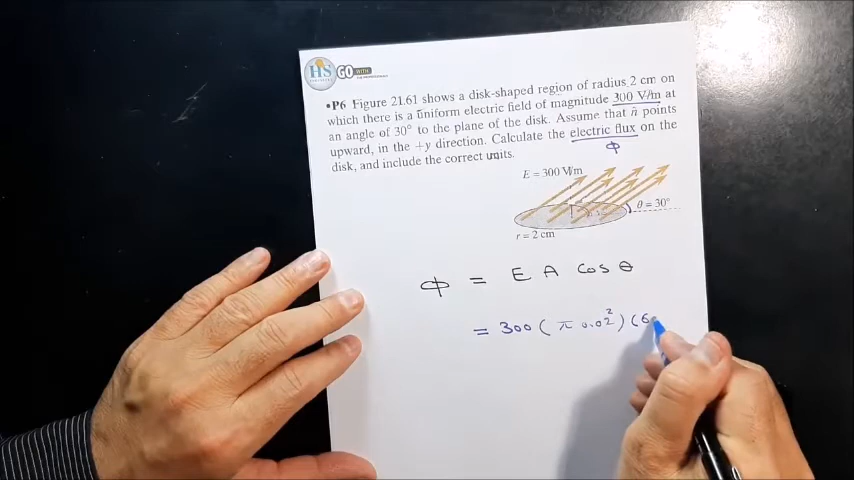 HS GO WITH
•P6 Figure 21.61 shows a disk-shaped region of radius 2 cm on
which there is a uniform electric field of magnitude 300 V/m at
an angle of 30° to the plane of the disk. Assume that n̂ points
upward, in the +y direction. Calculate the electric flux on the
disk, and include the correct units.
ϕ
E = 300 V/m
θ = 30°
r = 2 cm
ϕ = E A Cos θ
= 300 ( π 0.02² ) (6